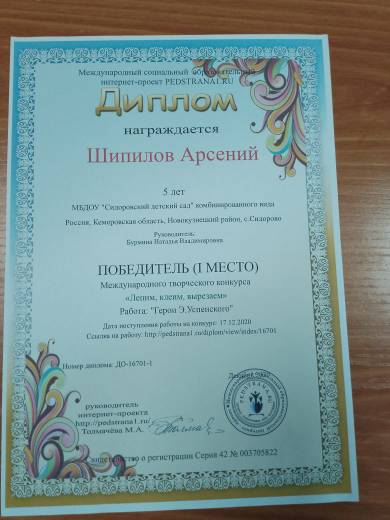 Международный социальный образовательный
интернет-проект PEDSTRANA1.RU
Диплом
награждается
Шипилов Арсений
5 лет
МБДОУ "Сидоровский детский сад" комбинированного вида
Россия, Кемеровская область, Новокузнецкий район, с.Сидорово
Руководитель:
Бурмина Наталья Владимировна
ПОБЕДИТЕЛЬ (I МЕСТО)
Международного творческого конкурса
«Лепим, клеим, вырезаем»
Работа: "Герои Э.Успенского"
Дата поступления работы на конкурс: 17.12.2020
Ссылка на работу: http://pedstrana1.ru/diplom/view/index/16701
Номер диплома: ДО-16701-1
руководитель
интернет-проекта
http://pedstrana1.ru/
Толмачева М.А.
PEDSTRANA1.RU
Свидетельство о регистрации Серия 42 № 003705822